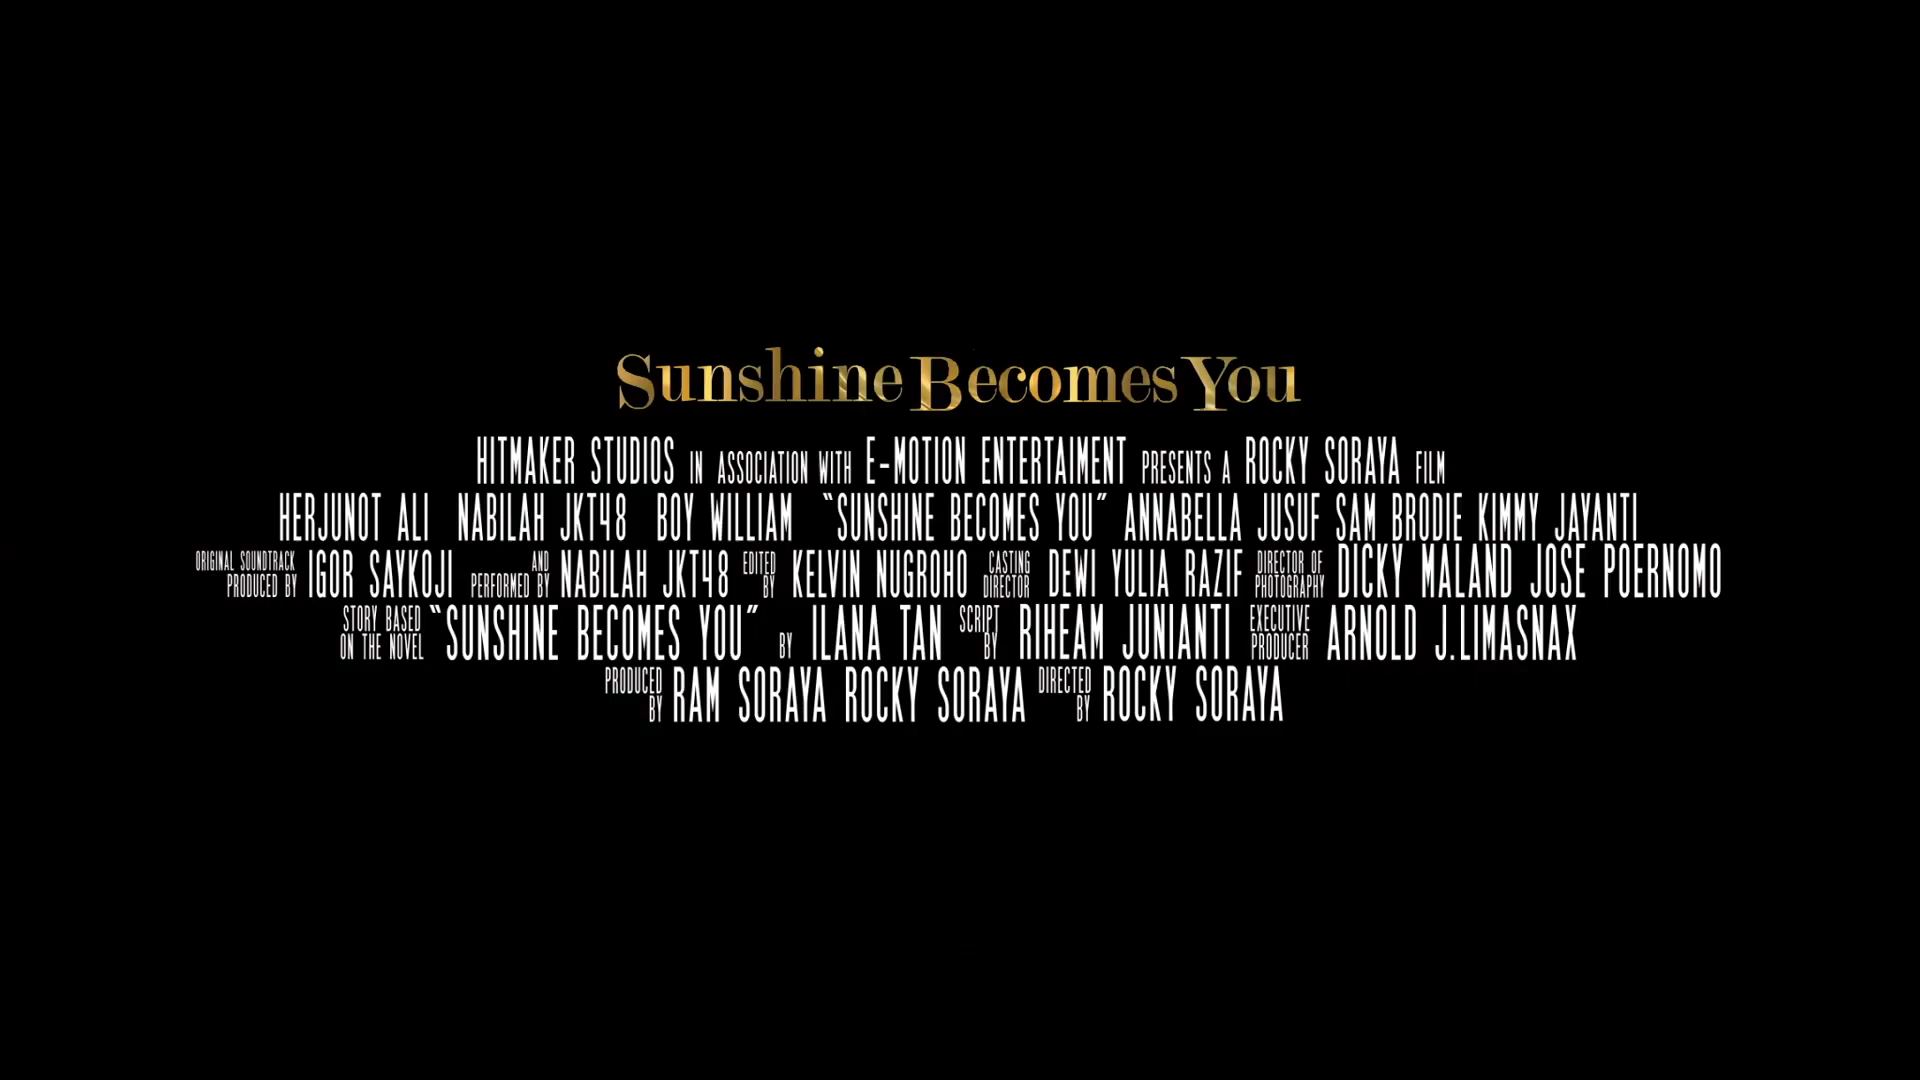 Sunshine Becomes You
HITMAKER STUDIOS IN ASSOCIATION WITH E-MOTION ENTERTAIMENT PRESENTS A ROCKY SORAYA FILM
HERJUNOT ALI NABILAH JKT48 BOY WILLIAM "SUNSHINE BECOMES YOU" ANNABELLA JUSUF SAM BRODIE KIMMY JAYANTI
ORIGINAL SOUNDTRACK PRODUCED BY IGOR SAYKOJI AND PERFORMED BY NABILAH JKT48 EDITED BY KELVIN NUGROHO CASTING DIRECTOR DEWI YULIA RAZIF DIRECTOR OF PHOTOGRAPHY DICKY MALAND JOSE POERNOMO
STORY BASED ON THE NOVEL "SUNSHINE BECOMES YOU" BY ILANA TAN SCRIPT BY RIHEAM JUNIANTI EXECUTIVE PRODUCER ARNOLD J.LIMASNAX
PRODUCED BY RAM SORAYA ROCKY SORAYA DIRECTED BY ROCKY SORAYA